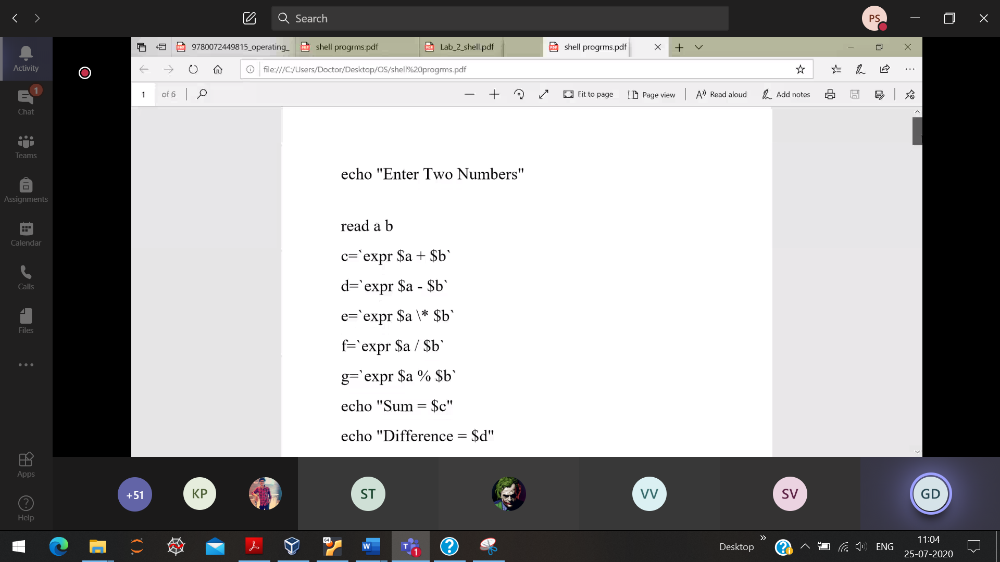 Search
PS
9780072449815_operating_
shell progrms.pdf
Lab_2_shell.pdf
shell progrms.pdf
file:///C:/Users/Doctor/Desktop/OS/shell%20progrms.pdf
1 of 6
Fit to page
Page view
Read aloud
Add notes
Activity
1
Chat
Teams
Assignments
Calendar
Calls
Files
Apps
Help
echo "Enter Two Numbers"
read a b
c=`expr $a + $b`
d=`expr $a - $b`
e=`expr $a \* $b`
f=`expr $a / $b`
g=`expr $a % $b`
echo "Sum = $c"
echo "Difference = $d"
+51
KP
ST
VV
SV
GD
64
W
T
1
Desktop
ENG
11:04
25-07-2020